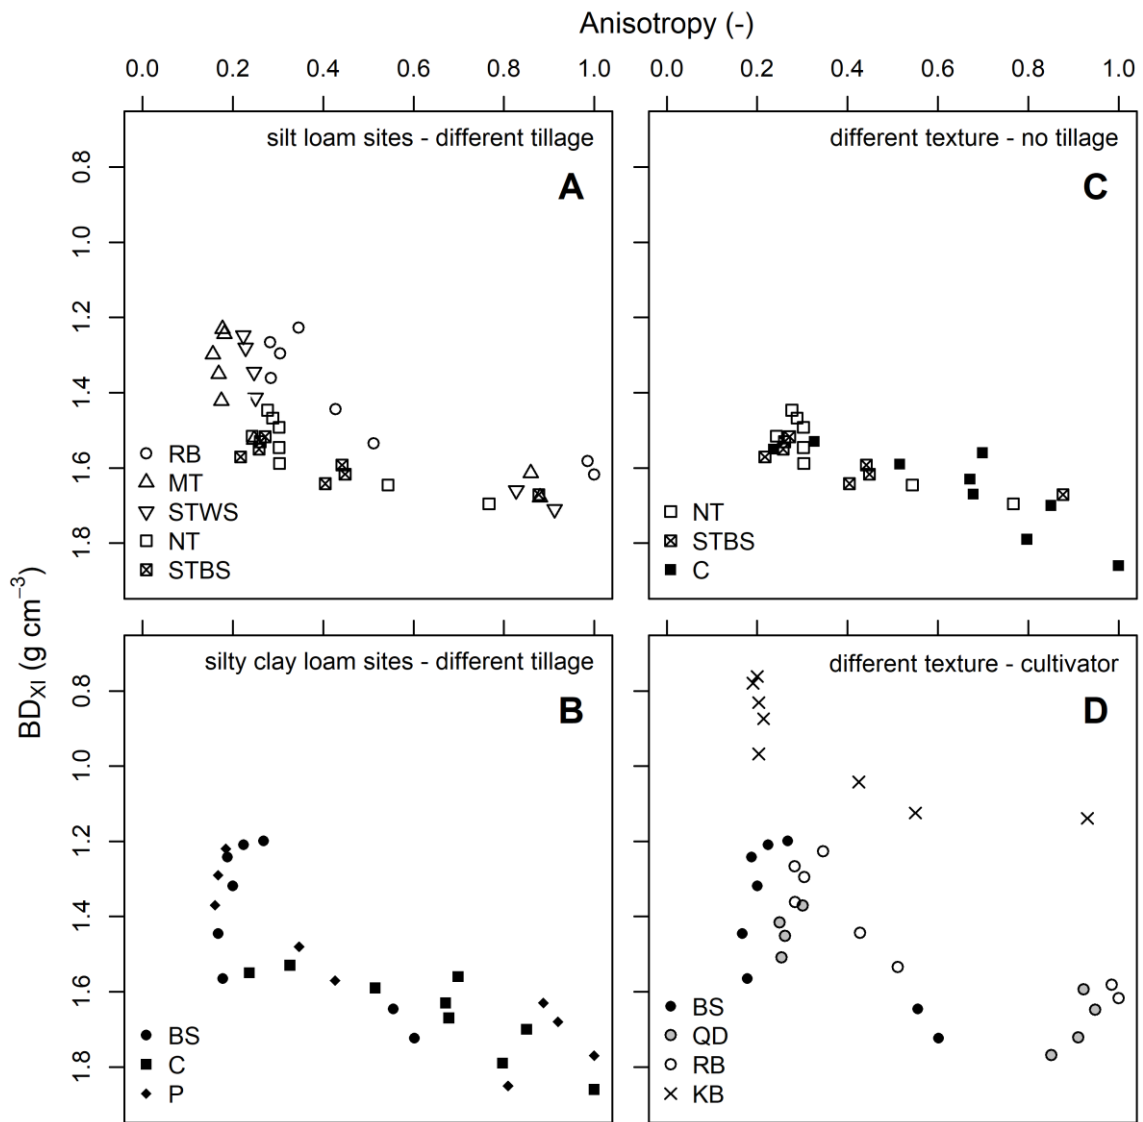 Anisotropy (-)
0.0 0.2 0.4 0.6 0.8 1.0
0.0 0.2 0.4 0.6 0.8 1.0
BD_XI (g cm⁻³)
silt loam sites - different tillage
A
0.8
1.0
1.2
1.4
1.6
1.8
RB
MT
STWS
NT
STBS
different texture - no tillage
C
NT
STBS
C
silty clay loam sites - different tillage
B
0.8
1.0
1.2
1.4
1.6
1.8
BS
C
P
different texture - cultivator
D
BS
QD
RB
KB